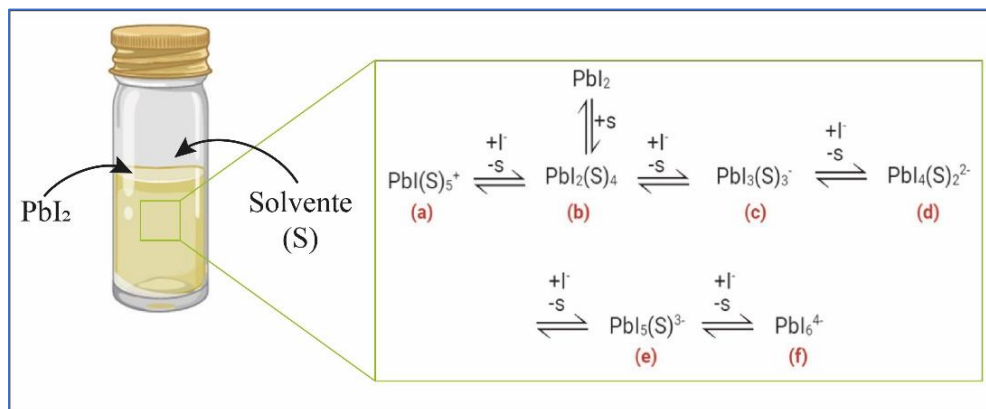 PbI₂
Solvente
(S)
PbI₂
+s
+I⁻
-s
+I⁻
-s
+I⁻
-s
PbI(S)₅⁺
PbI₂(S)₄
PbI₃(S)₃⁻
PbI₄(S)₂²⁻
(a)
(b)
(c)
(d)
+I⁻
-s
+I⁻
-s
PbI₅(S)³⁻
PbI₆⁴⁻
(e)
(f)